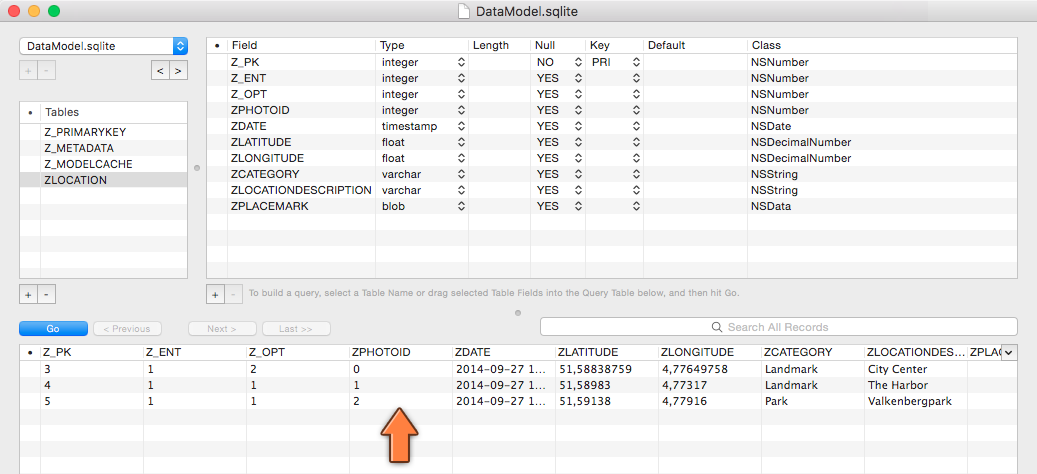 DataModel.sqlite
DataModel.sqlite
+ -
< >
• Tables
Z_PRIMARYKEY
Z_METADATA
Z_MODELCACHE
ZLOCATION
+ -
• Field Type Length Null Key Default Class
Z_PK integer NO PRI NSNumber
Z_ENT integer YES NSNumber
Z_OPT integer YES NSNumber
ZPHOTOID integer YES NSNumber
ZDATE timestamp YES NSDate
ZLATITUDE float YES NSDecimalNumber
ZLONGITUDE float YES NSDecimalNumber
ZCATEGORY varchar YES NSString
ZLOCATIONDESCRIPTION varchar YES NSString
ZPLACEMARK blob YES NSData
+ - To build a query, select a Table Name or drag selected Table Fields into the Query Table below, and then hit Go.
Go < Previous Next > Last >> Search All Records
• Z_PK Z_ENT Z_OPT ZPHOTOID ZDATE ZLATITUDE ZLONGITUDE ZCATEGORY ZLOCATIONDES... ZPLAC
3 1 2 0 2014-09-27 1... 51,58838759 4,77649758 Landmark City Center
4 1 1 1 2014-09-27 1... 51,58983 4,77317 Landmark The Harbor
5 1 1 2 2014-09-27 1... 51,59138 4,77916 Park Valkenbergpark